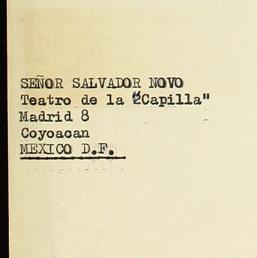 SEÑOR SALVADOR NOVO
Teatro de la "Capilla"
Madrid 8
Coyoacan
MEXICO D.F.